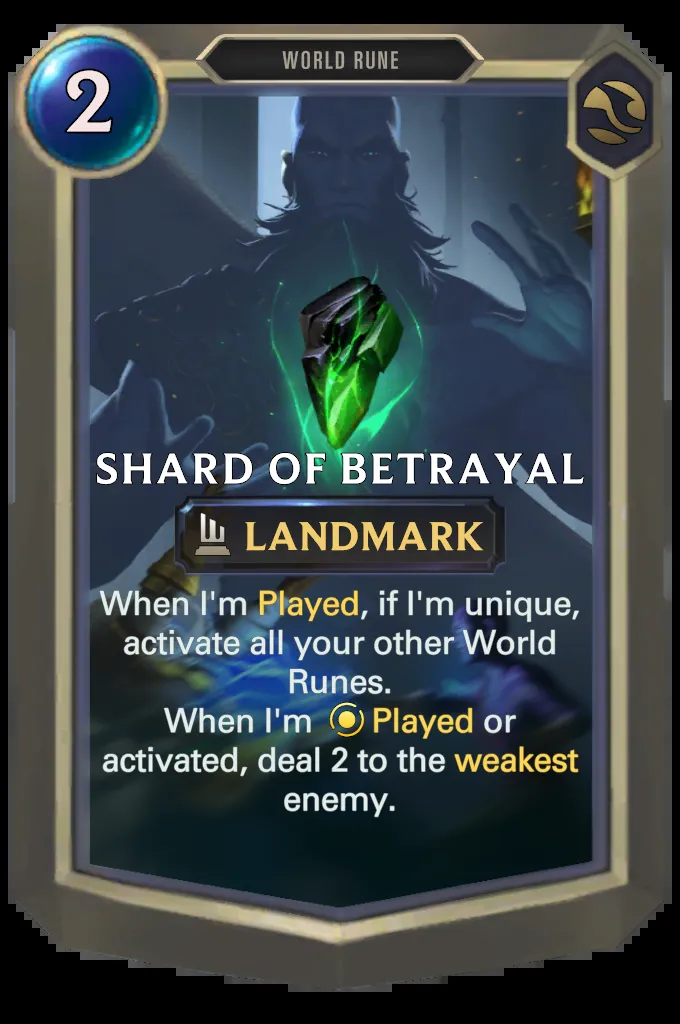 WORLD RUNE
2
SHARD OF BETRAYAL
LANDMARK
When I'm Played, if I'm unique,
activate all your other World
Runes.
When I'm Played or
activated, deal 2 to the weakest
enemy.